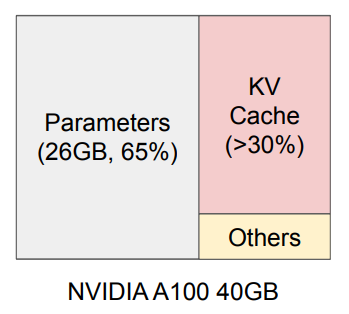 Parameters
(26GB, 65%)
KV
Cache
(>30%)
Others
NVIDIA A100 40GB